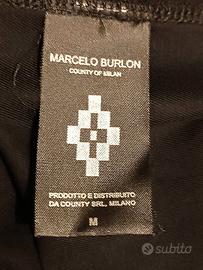 MARCELO BURLON
COUNTY OF MILAN
PRODOTTO E DISTRIBUITO
DA COUNTY SRL, MILANO
M
subito